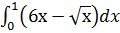 ∫₀¹(6x − √x)dx